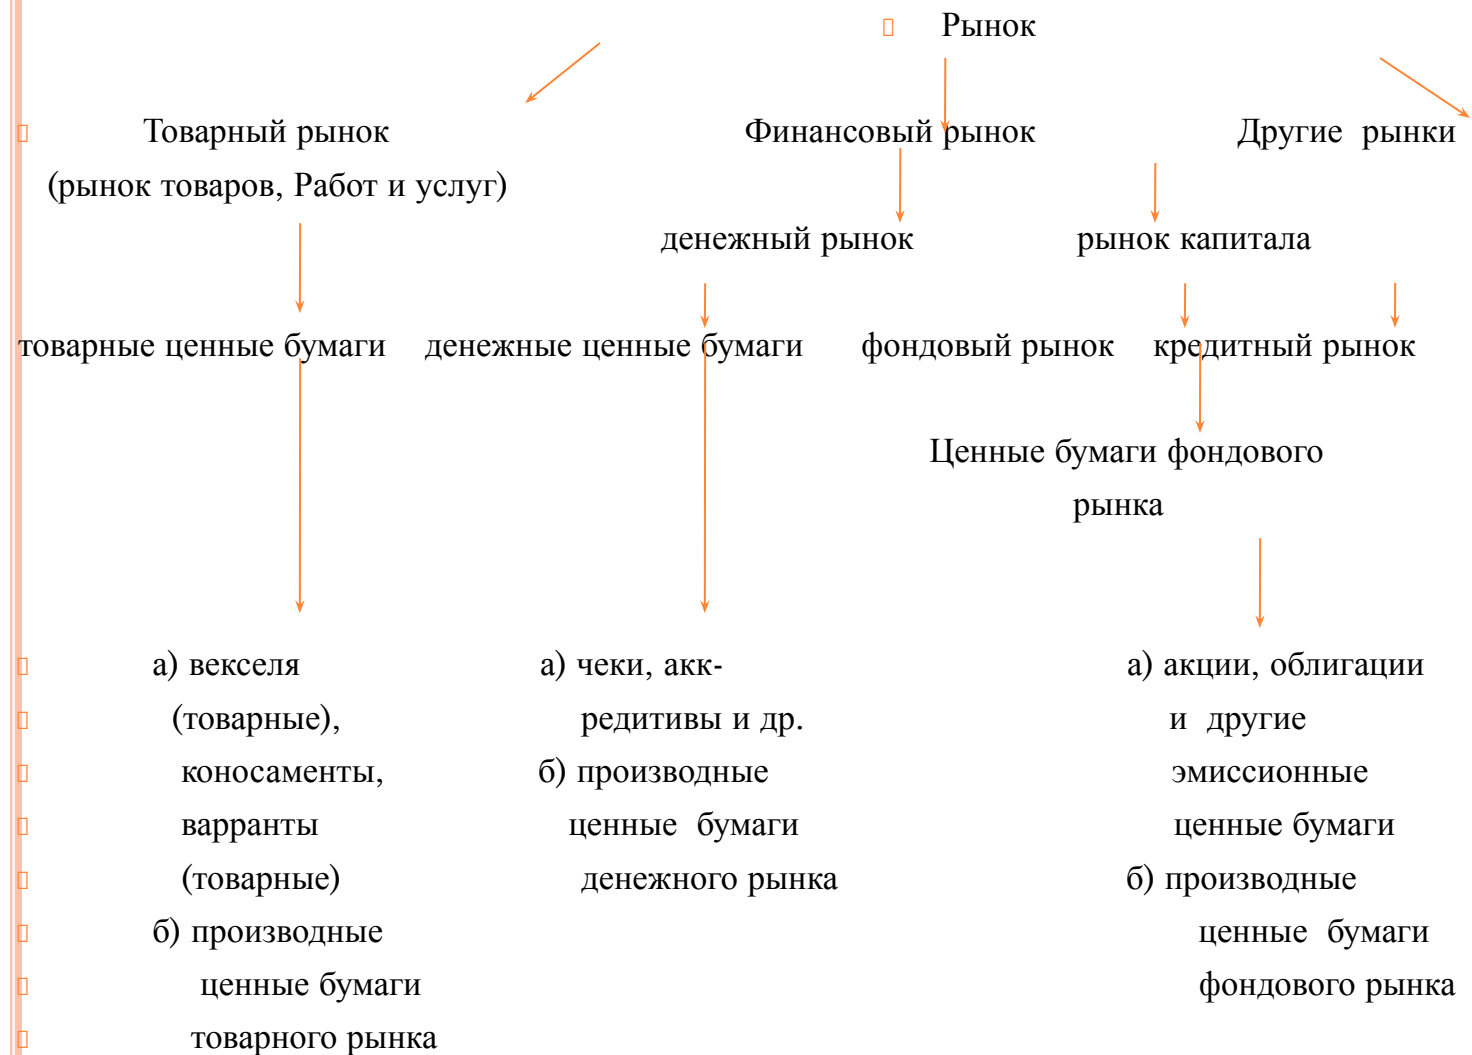 Рынок
Товарный рынок Финансовый рынок Другие рынки
(рынок товаров, Работ и услуг)
денежный рынок рынок капитала
товарные ценные бумаги денежные ценные бумаги фондовый рынок кредитный рынок
Ценные бумаги фондового
рынка
а) векселя а) чеки, акк- а) акции, облигации
(товарные), редитивы и др. и другие
коносаменты, б) производные эмиссионные
варранты ценные бумаги ценные бумаги
(товарные) денежного рынка б) производные
б) производные ценные бумаги
ценные бумаги фондового рынка
товарного рынка